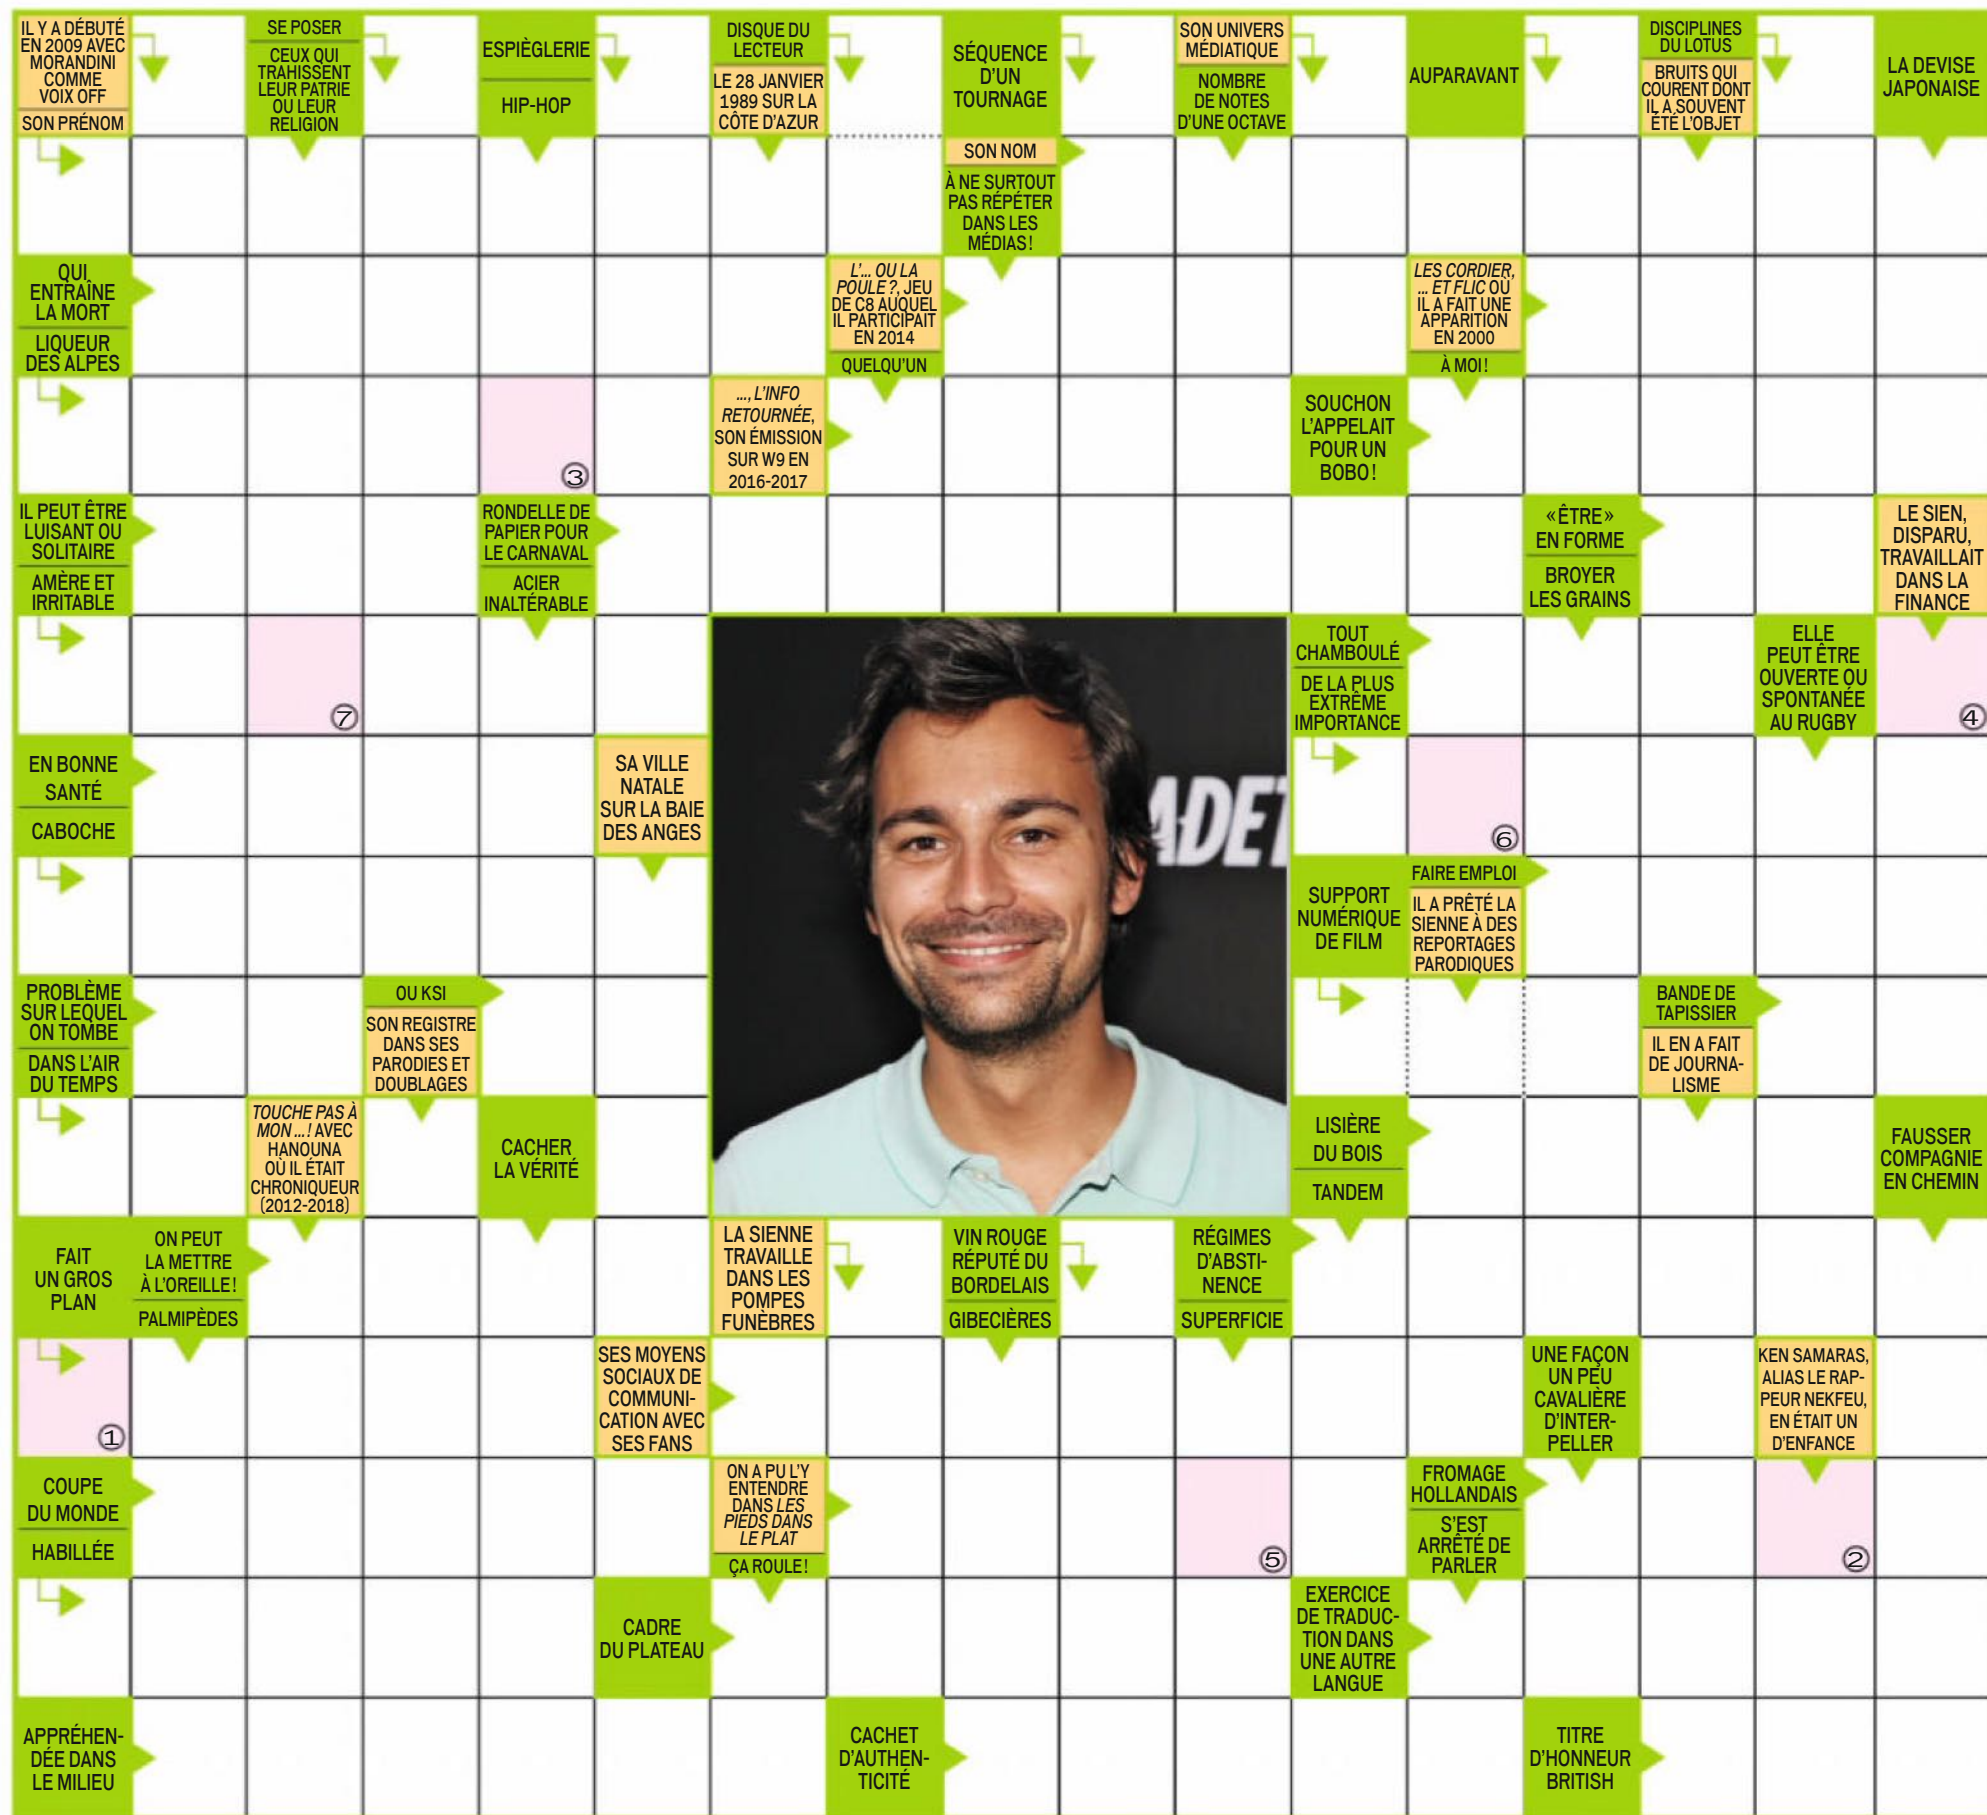 IL Y A DÉBUTÉ
EN 2009 AVEC
MORANDINI
COMME
VOIX OFF
SON PRÉNOM
SE POSER
CEUX QUI
TRAHISSENT
LEUR PATRIE
OU LEUR
RELIGION
ESPIÈGLERIE
HIP-HOP
DISQUE DU
LECTEUR
LE 28 JANVIER
1989 SUR LA
CÔTE D'AZUR
SÉQUENCE
D'UN
TOURNAGE
SON UNIVERS
MÉDIATIQUE
NOMBRE
DE NOTES
D'UNE OCTAVE
AUPARAVANT
DISCIPLINES
DU LOTUS
BRUITS QUI
COURENT DONT
IL A SOUVENT
ÉTÉ L'OBJET
LA DEVISE
JAPONAISE
SON NOM
À NE SURTOUT
PAS RÉPÉTER
DANS LES
MÉDIAS !
QUI
ENTRAÎNE
LA MORT
LIQUEUR
DES ALPES
L'... OU LA
POULE ?, JEU
DE C8 AUQUEL
IL PARTICIPAIT
EN 2014
QUELQU'UN
LES CORDIER,
... ET FLIC OÙ
IL A FAIT UNE
APPARITION
EN 2000
À MOI !
3
..., L'INFO
RETOURNÉE,
SON ÉMISSION
SUR W9 EN
2016-2017
SOUCHON
L'APPELAIT
POUR UN
BOBO !
IL PEUT ÊTRE
LUISANT OU
SOLITAIRE
AMÈRE ET
IRRITABLE
RONDELLE DE
PAPIER POUR
LE CARNAVAL
ACIER
INALTÉRABLE
«ÊTRE»
EN FORME
BROYER
LES GRAINS
LE SIEN,
DISPARU,
TRAVAILLAIT
DANS LA
FINANCE
7
TOUT
CHAMBOULÉ
DE LA PLUS
EXTRÊME
IMPORTANCE
ELLE
PEUT ÊTRE
OUVERTE OU
SPONTANÉE
AU RUGBY
4
EN BONNE
SANTÉ
CABOCHE
SA VILLE
NATALE
SUR LA BAIE
DES ANGES
ADET
6
SUPPORT
NUMÉRIQUE
DE FILM
FAIRE EMPLOI
IL A PRÊTÉ LA
SIENNE À DES
REPORTAGES
PARODIQUES
PROBLÈME
SUR LEQUEL
ON TOMBE
DANS L'AIR
DU TEMPS
OU KSI
SON REGISTRE
DANS SES
PARODIES ET
DOUBLAGES
BANDE DE
TAPISSIER
IL EN A FAIT
DE JOURNA-
LISME
TOUCHE PAS À
MON ... ! AVEC
HANOUNA
OÙ IL ÉTAIT
CHRONIQUEUR
(2012-2018)
CACHER
LA VÉRITÉ
LISIÈRE
DU BOIS
TANDEM
FAUSSER
COMPAGNIE
EN CHEMIN
FAIT
UN GROS
PLAN
ON PEUT
LA METTRE
À L'OREILLE !
PALMIPÈDES
LA SIENNE
TRAVAILLE
DANS LES
POMPES
FUNÈBRES
VIN ROUGE
RÉPUTÉ DU
BORDELAIS
GIBECIÈRES
RÉGIMES
D'ABSTI-
NENCE
SUPERFICIE
1
SES MOYENS
SOCIAUX DE
COMMUNI-
CATION AVEC
SES FANS
UNE FAÇON
UN PEU
CAVALIÈRE
D'INTER-
PELLER
KEN SAMARAS,
ALIAS LE RAP-
PEUR NEKFEU,
EN ÉTAIT UN
D'ENFANCE
COUPE
DU MONDE
HABILLÉE
ON A PU L'Y
ENTENDRE
DANS LES
PIEDS DANS
LE PLAT
ÇA ROULE !
5
FROMAGE
HOLLANDAIS
S'EST
ARRÊTÉ DE
PARLER
2
CADRE
DU PLATEAU
EXERCICE
DE TRADUC-
TION DANS
UNE AUTRE
LANGUE
APPRÉHEN-
DÉE DANS
LE MILIEU
CACHET
D'AUTHEN-
TICITÉ
TITRE
D'HONNEUR
BRITISH